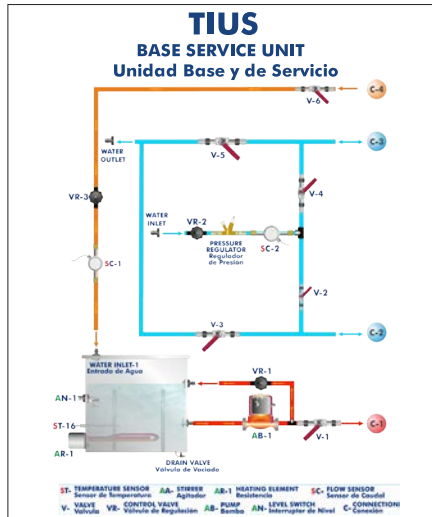 TIUS
BASE SERVICE UNIT
Unidad Base y de Servicio
C-4
V-6
C-3
WATER
OUTLET
V-5
V-4
VR-3
WATER
INLET
VR-2
PRESSURE
REGULATOR
Regulador
de Presión
SC-2
SC-1
V-2
V-3
C-2
WATER INLET-1
Entrada de Agua
VR-1
AN-1
ST-16
AR-1
AB-1
V-1
C-1
DRAIN VALVE
Válvula de Vaciado
ST- TEMPERATURE SENSOR AA- STIRRER AR-1 HEATING ELEMENT SC- FLOW SENSOR
Sensor de Temperatura Agitador Resistencia Sensor de Caudal
V- VALVE VR- CONTROL VALVE AB- PUMP AN- LEVEL SWITCH C- CONNECTION
Válvula Válvula de Regulación Bomba Interruptor de Nivel Conexión